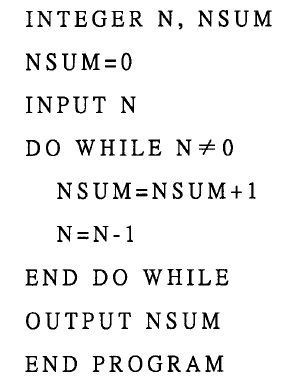 INTEGER N, NSUM
NSUM=0
INPUT N
DO WHILE N≠0
NSUM=NSUM+1
N=N-1
END DO WHILE
OUTPUT NSUM
END PROGRAM